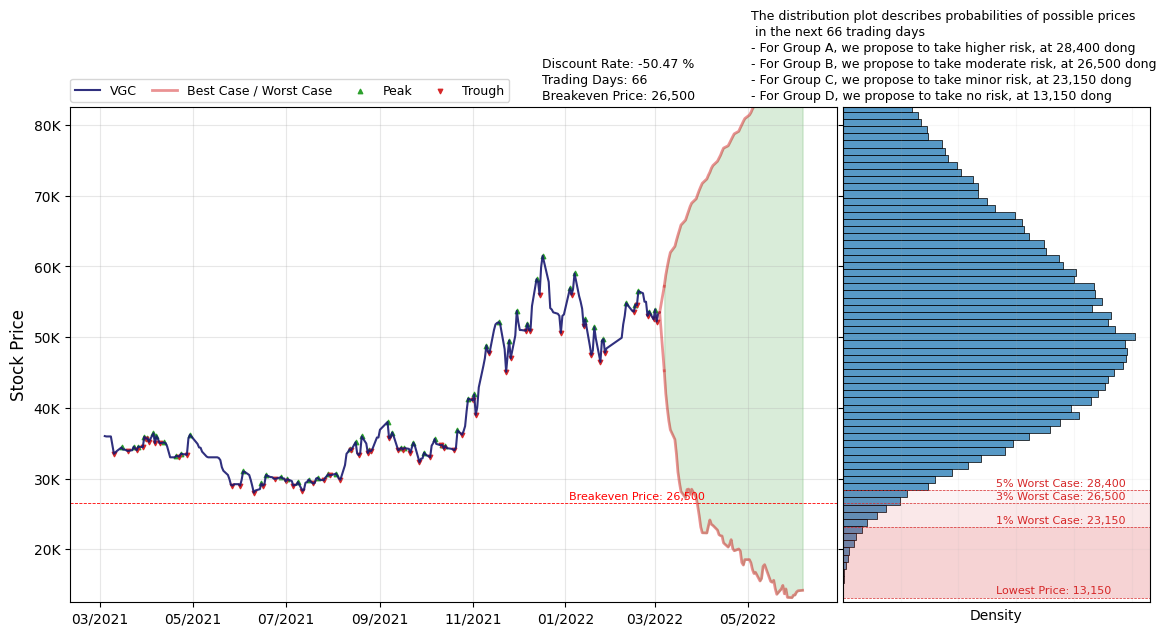 The distribution plot describes probabilities of possible prices
in the next 66 trading days
- For Group A, we propose to take higher risk, at 28,400 dong
- For Group B, we propose to take moderate risk, at 26,500 dong
- For Group C, we propose to take minor risk, at 23,150 dong
- For Group D, we propose to take no risk, at 13,150 dong
Discount Rate: -50.47 %
Trading Days: 66
Breakeven Price: 26,500
VGC
Best Case / Worst Case
Peak
Trough
Stock Price
80K
70K
60K
50K
40K
30K
20K
Breakeven Price: 26,500
03/2021
05/2021
07/2021
09/2021
11/2021
01/2022
03/2022
05/2022
5% Worst Case: 28,400
3% Worst Case: 26,500
1% Worst Case: 23,150
Lowest Price: 13,150
Density